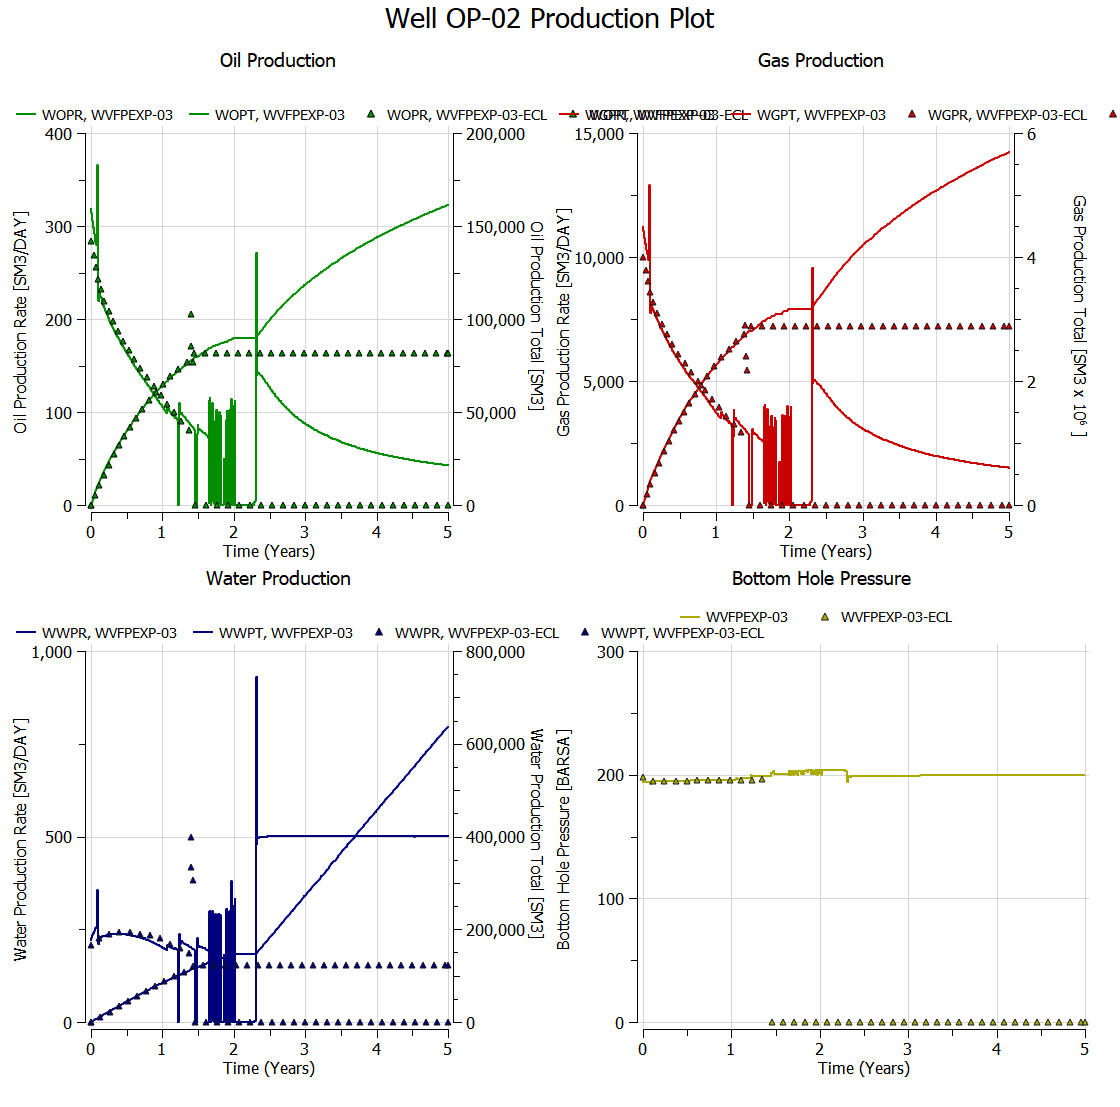 Well OP-02 Production Plot
Oil Production
WOPR, WVFPEXP-03
WOPT, WVFPEXP-03
WOPR, WVFPEXP-03-ECL
400
300
200
100
0
200,000
150,000
100,000
50,000
0
Oil Production Rate [SM3/DAY]
Oil Production Total [SM3]
0 1 2 3 4 5
Time (Years)
Gas Production
WGPT, WVFPEXP-03
WGPR, WVFPEXP-03-ECL
15,000
10,000
5,000
0
6
4
2
0
Gas Production Rate [SM3/DAY]
Gas Production Total [SM3 x 10⁶ ]
0 1 2 3 4 5
Time (Years)
Water Production
WWPR, WVFPEXP-03
WWPT, WVFPEXP-03
WWPR, WVFPEXP-03-ECL
WWPT, WVFPEXP-03-ECL
1,000
500
0
800,000
600,000
400,000
200,000
0
Water Production Rate [SM3/DAY]
Water Production Total [SM3]
0 1 2 3 4 5
Time (Years)
Bottom Hole Pressure
WVFPEXP-03
WVFPEXP-03-ECL
300
200
100
0
Bottom Hole Pressure [BARSA]
0 1 2 3 4 5
Time (Years)